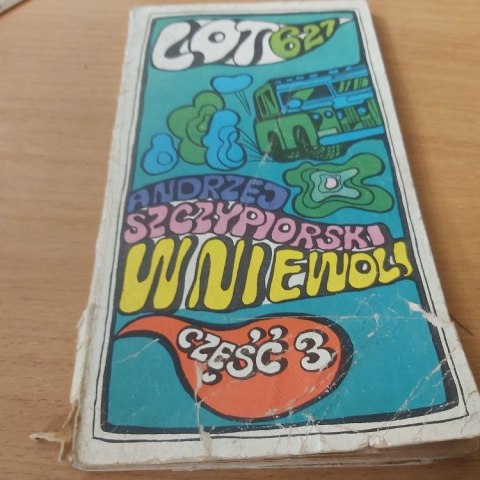 LOT 627
ANDRZEJ
SZCZYPIORSKI
W NIEWOLI
CZĘŚĆ 3